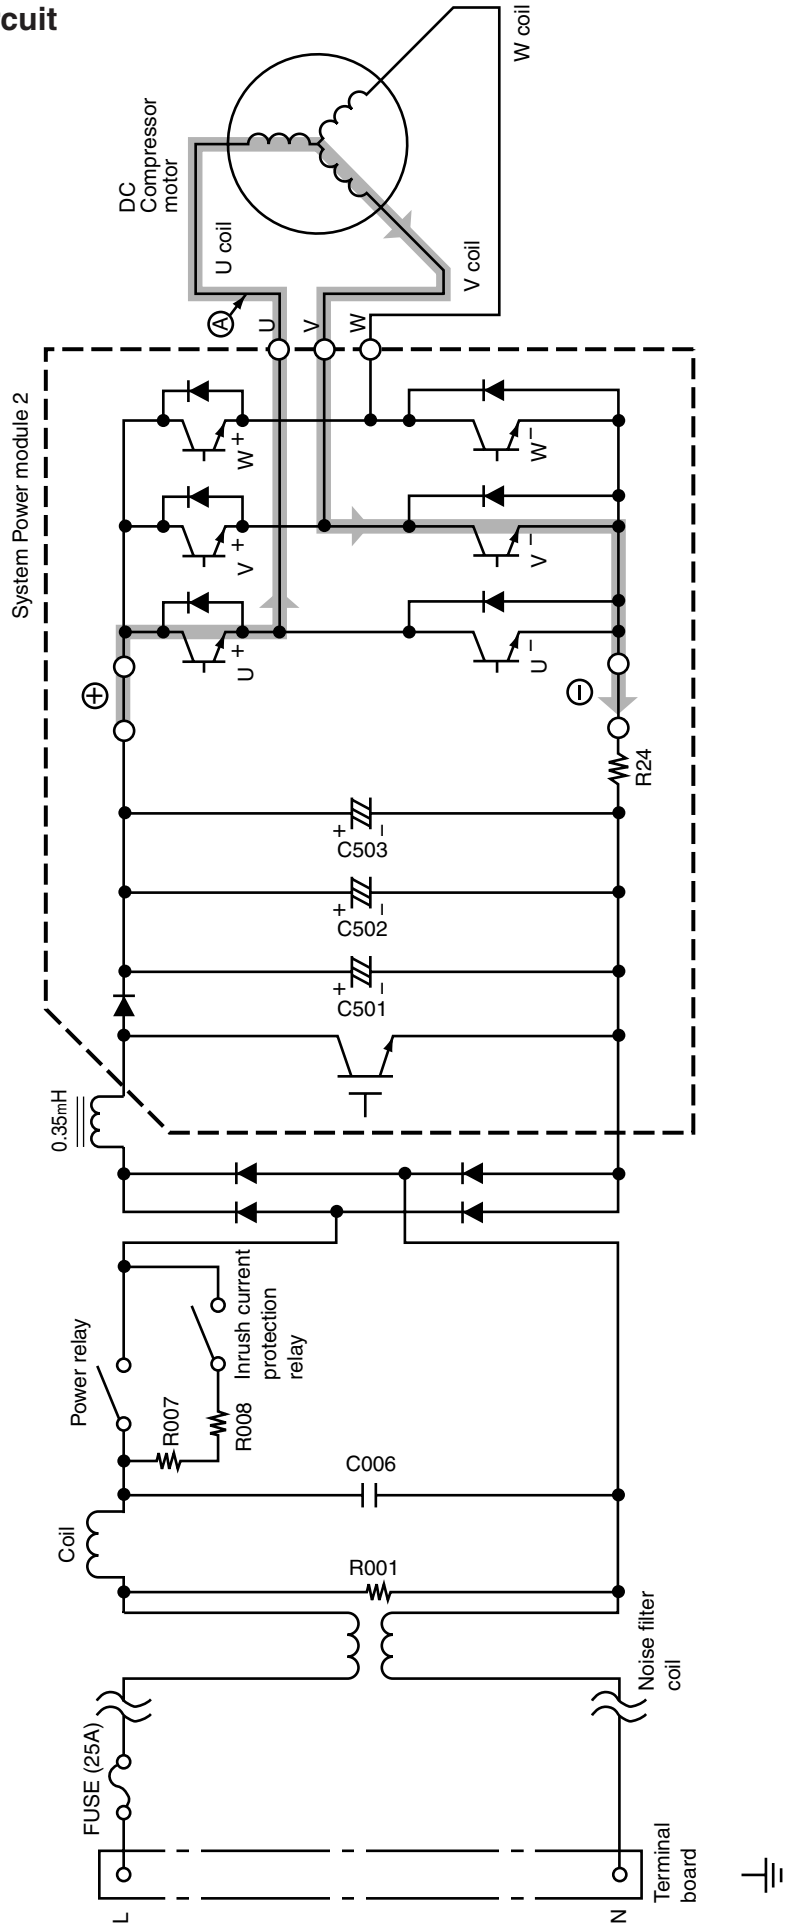 cuit
W coil
DC
Compressor
motor
U coil
V coil
A
U
V
W
System Power module 2
W +
W −
V +
V −
U +
U −
+
−
R24
+ −
C503
+ −
C502
+ −
C501
0.35mH
Power relay
Inrush current
protection
relay
R007
R008
C006
Coil
R001
Noise filter
coil
FUSE (25A)
Terminal
board
L
N